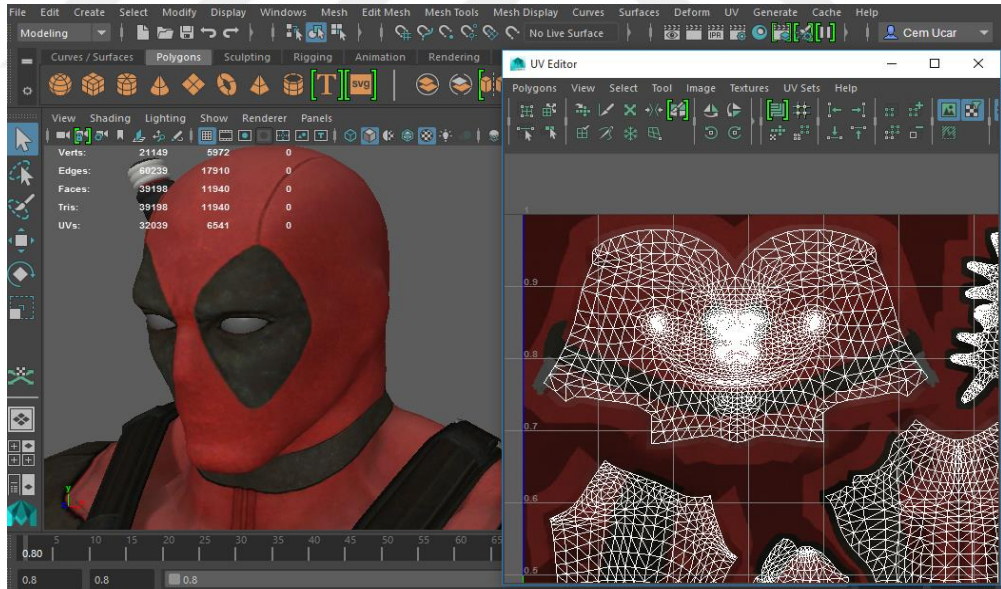 File Edit Create Select Modify Display Windows Mesh Edit Mesh Mesh Tools Mesh Display Curves Surfaces Deform UV Generate Cache Help
Modeling No Live Surface IPR Cem Ucar
Curves / Surfaces Polygons Sculpting Rigging Animation Rendering
T svg
UV Editor
Polygons View Select Tool Image Textures UV Sets Help
View Shading Lighting Show Renderer Panels
Verts: 21149 5972 0
Edges: 60239 17910 0
Faces: 39198 11940 0
Tris: 39198 11940 0
UVs: 32039 6541 0
1
0.9
0.8
0.7
0.6
0.5
y
5 10 15 20 25 30 35 40 45 50 55 60 65
0.80
0.8 0.8 0.8